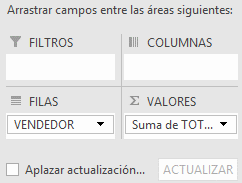 Arrastrar campos entre las áreas siguientes:
FILTROS
COLUMNAS
FILAS
Σ VALORES
VENDEDOR
Suma de TOT...
Aplazar actualización...
ACTUALIZAR